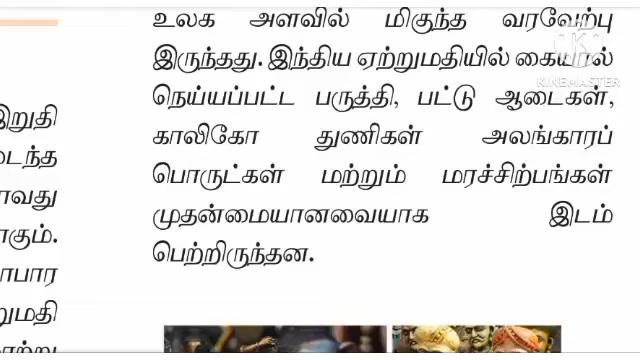 உலக அளவில் மிகுந்த வரவேற்பு
இருந்தது. இந்திய ஏற்றுமதியில் கையால்
நெய்யப்பட்ட பருத்தி, பட்டு ஆடைகள்,
காலிகோ துணிகள் அலங்காரப்
பொருட்கள் மற்றும் மரச்சிற்பங்கள்
முதன்மையானவையாக இடம்
பெற்றிருந்தன.
KINEMASTER